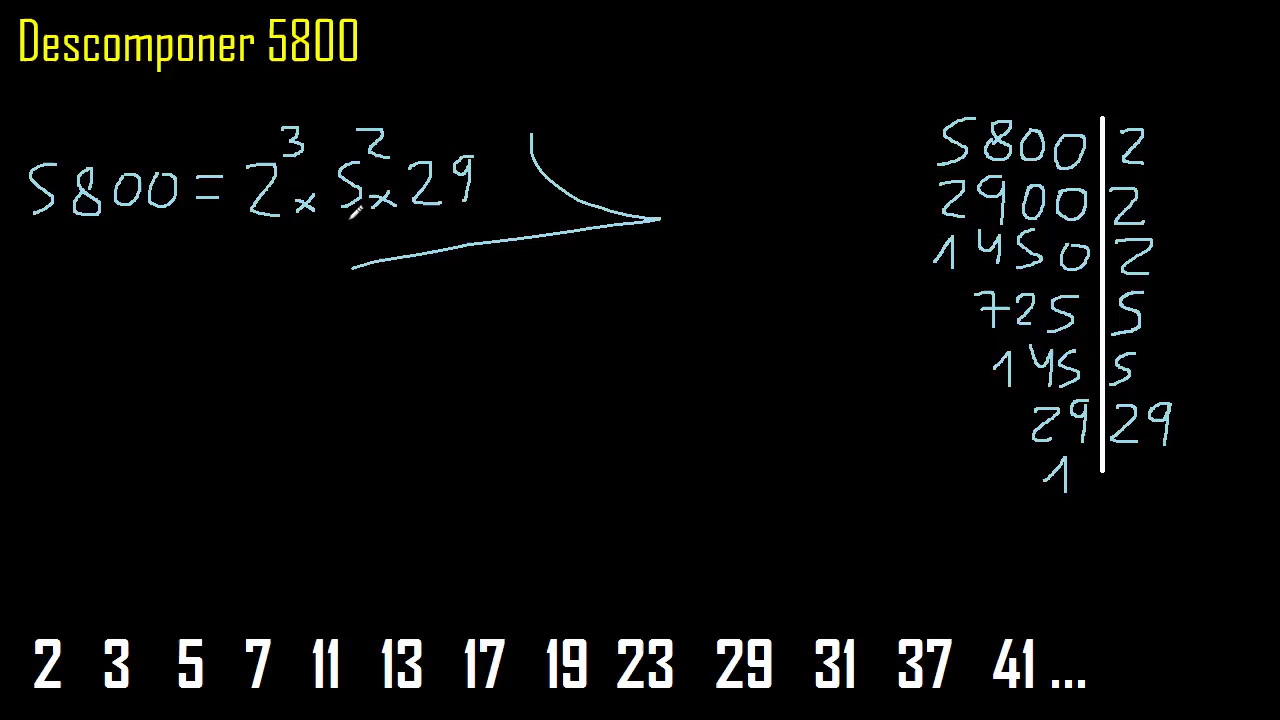 Descomponer 5800
5800 = 2³ x 5² x 29
5800 | 2
2900 | 2
1450 | 2
725 | 5
145 | 5
29 | 29
1
2 3 5 7 11 13 17 19 23 29 31 37 41 ...